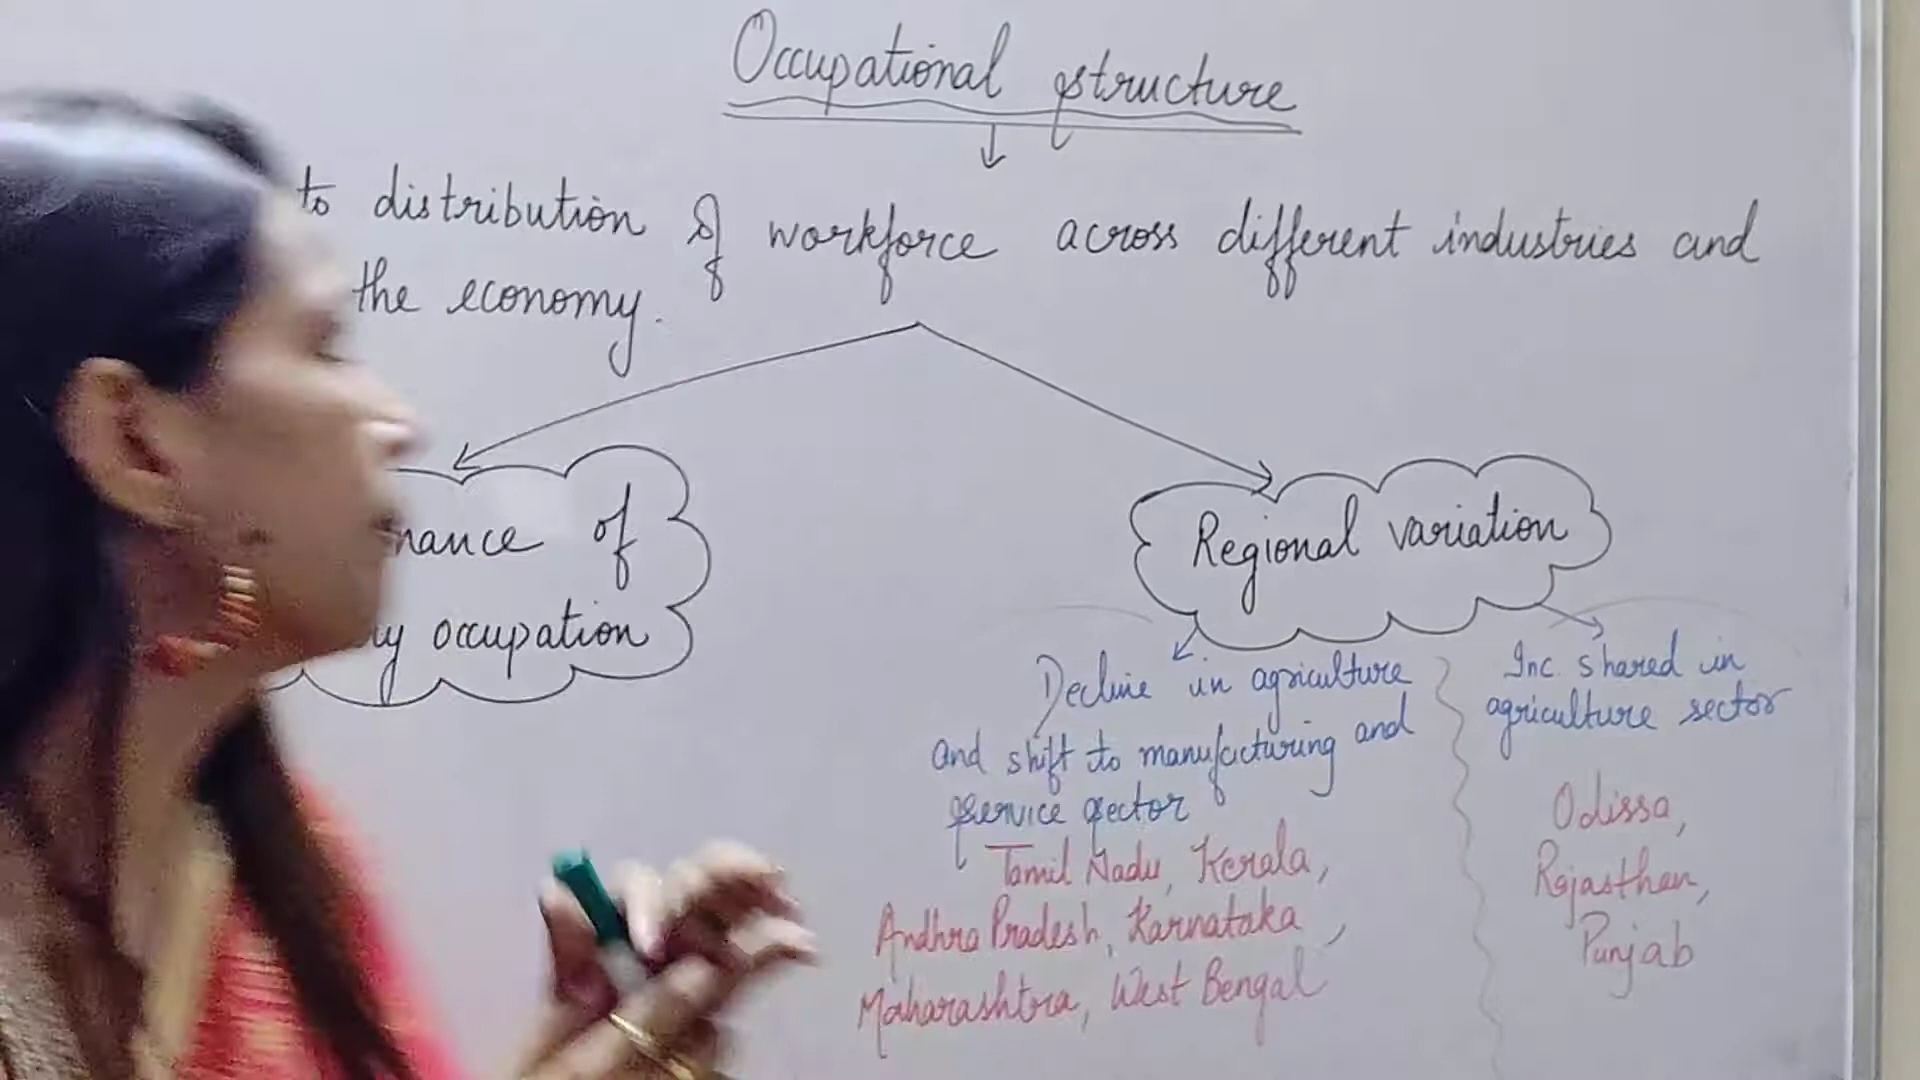 Occupational structure
to distribution of workforce across different industries and
the economy.
of
occupation
Regional variation
Decline in agriculture
and shift to manufacturing and
service sector
Tamil Nadu, Kerala,
Andhra Pradesh, Karnataka,
Maharashtra, West Bengal
Inc. shared in
agriculture sector
Odissa,
Rajasthan,
Punjab